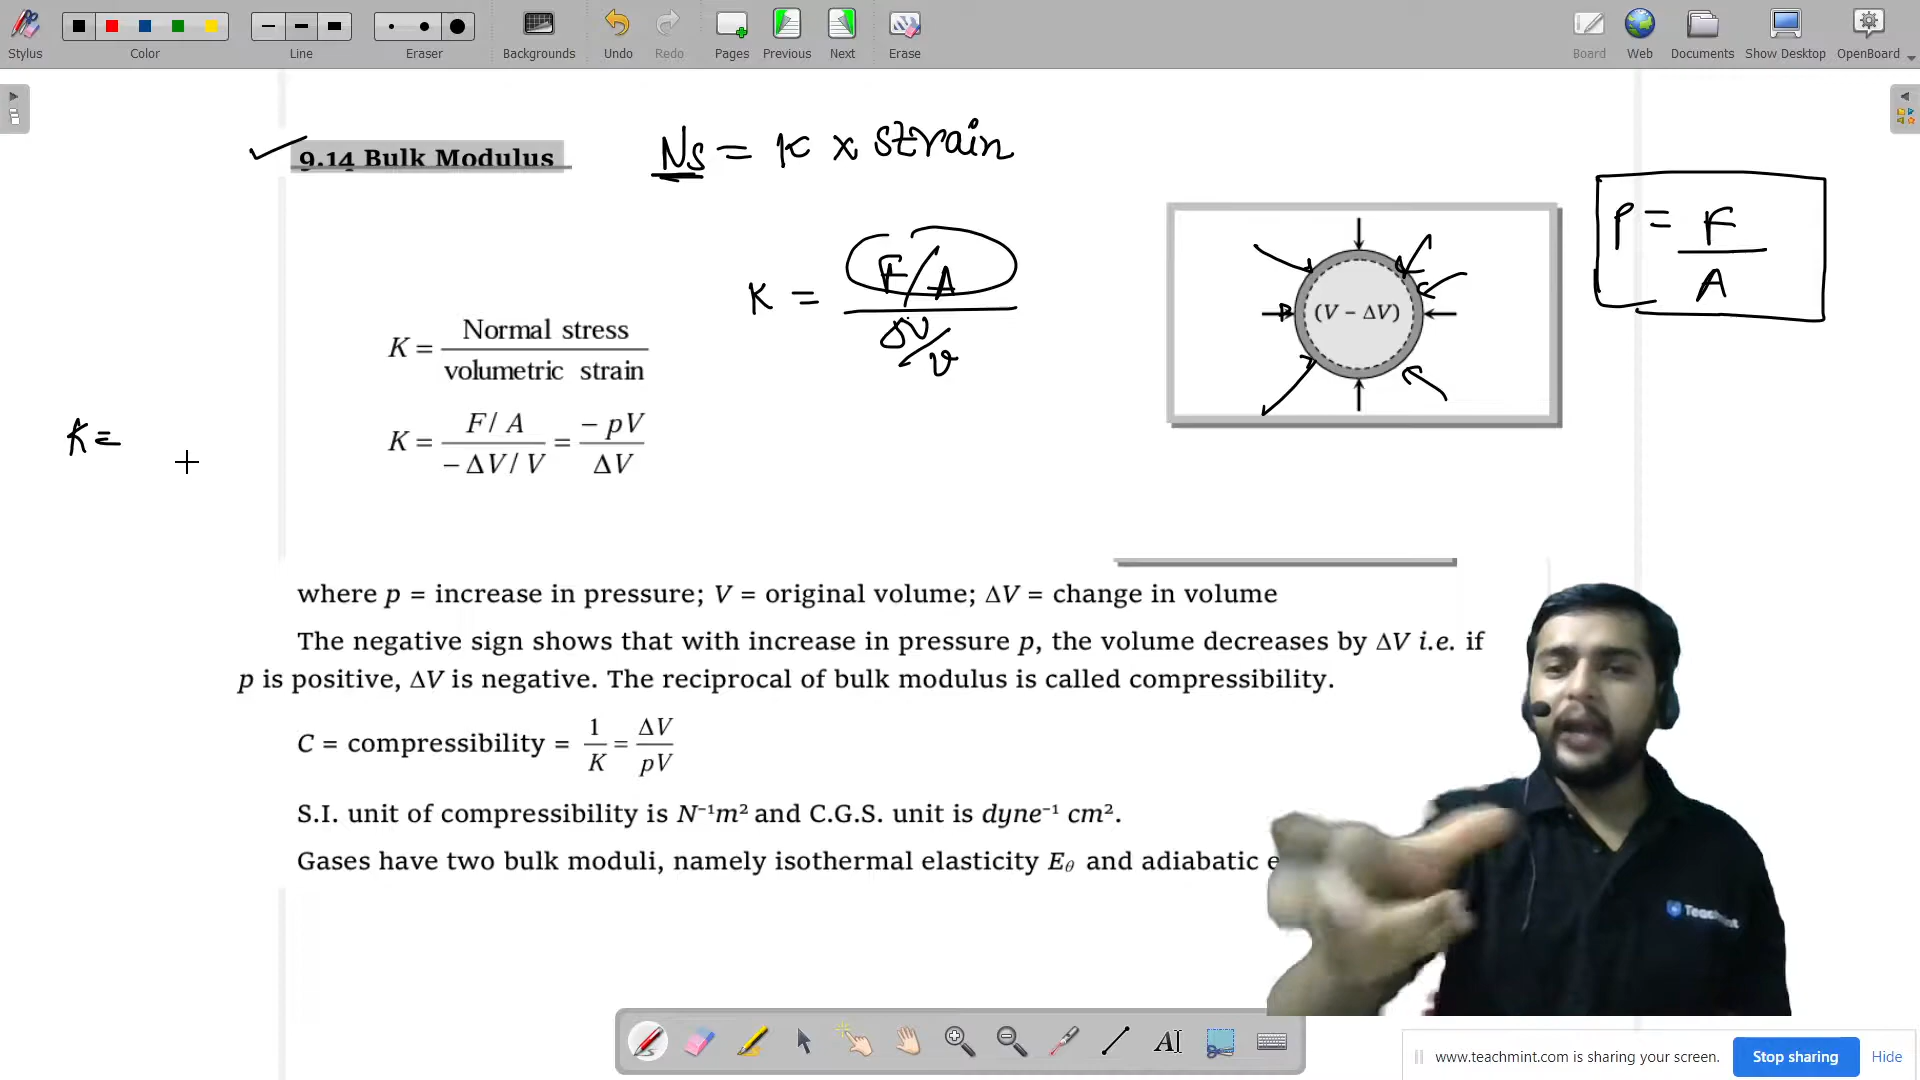 Stylus
Color
Line
Eraser
Backgrounds
Undo
Redo
Pages
Previous
Next
Erase
Board
Web
Documents
Show Desktop
OpenBoard
9.14 Bulk Modulus
Ns = K x strain
P = F
A
K = F/A
ΔV/V
(V − ΔV)
K = Normal stress
volumetric strain
K = F/ A = − pV
− ΔV/ V ΔV
K =
where p = increase in pressure; V = original volume; ΔV = change in volume
The negative sign shows that with increase in pressure p, the volume decreases by ΔV i.e. if
p is positive, ΔV is negative. The reciprocal of bulk modulus is called compressibility.
C = compressibility = 1/K = ΔV/pV
S.I. unit of compressibility is N⁻¹m² and C.G.S. unit is dyne⁻¹ cm².
Gases have two bulk moduli, namely isothermal elasticity Eθ and adiabatic e
www.teachmint.com is sharing your screen.
Stop sharing
Hide